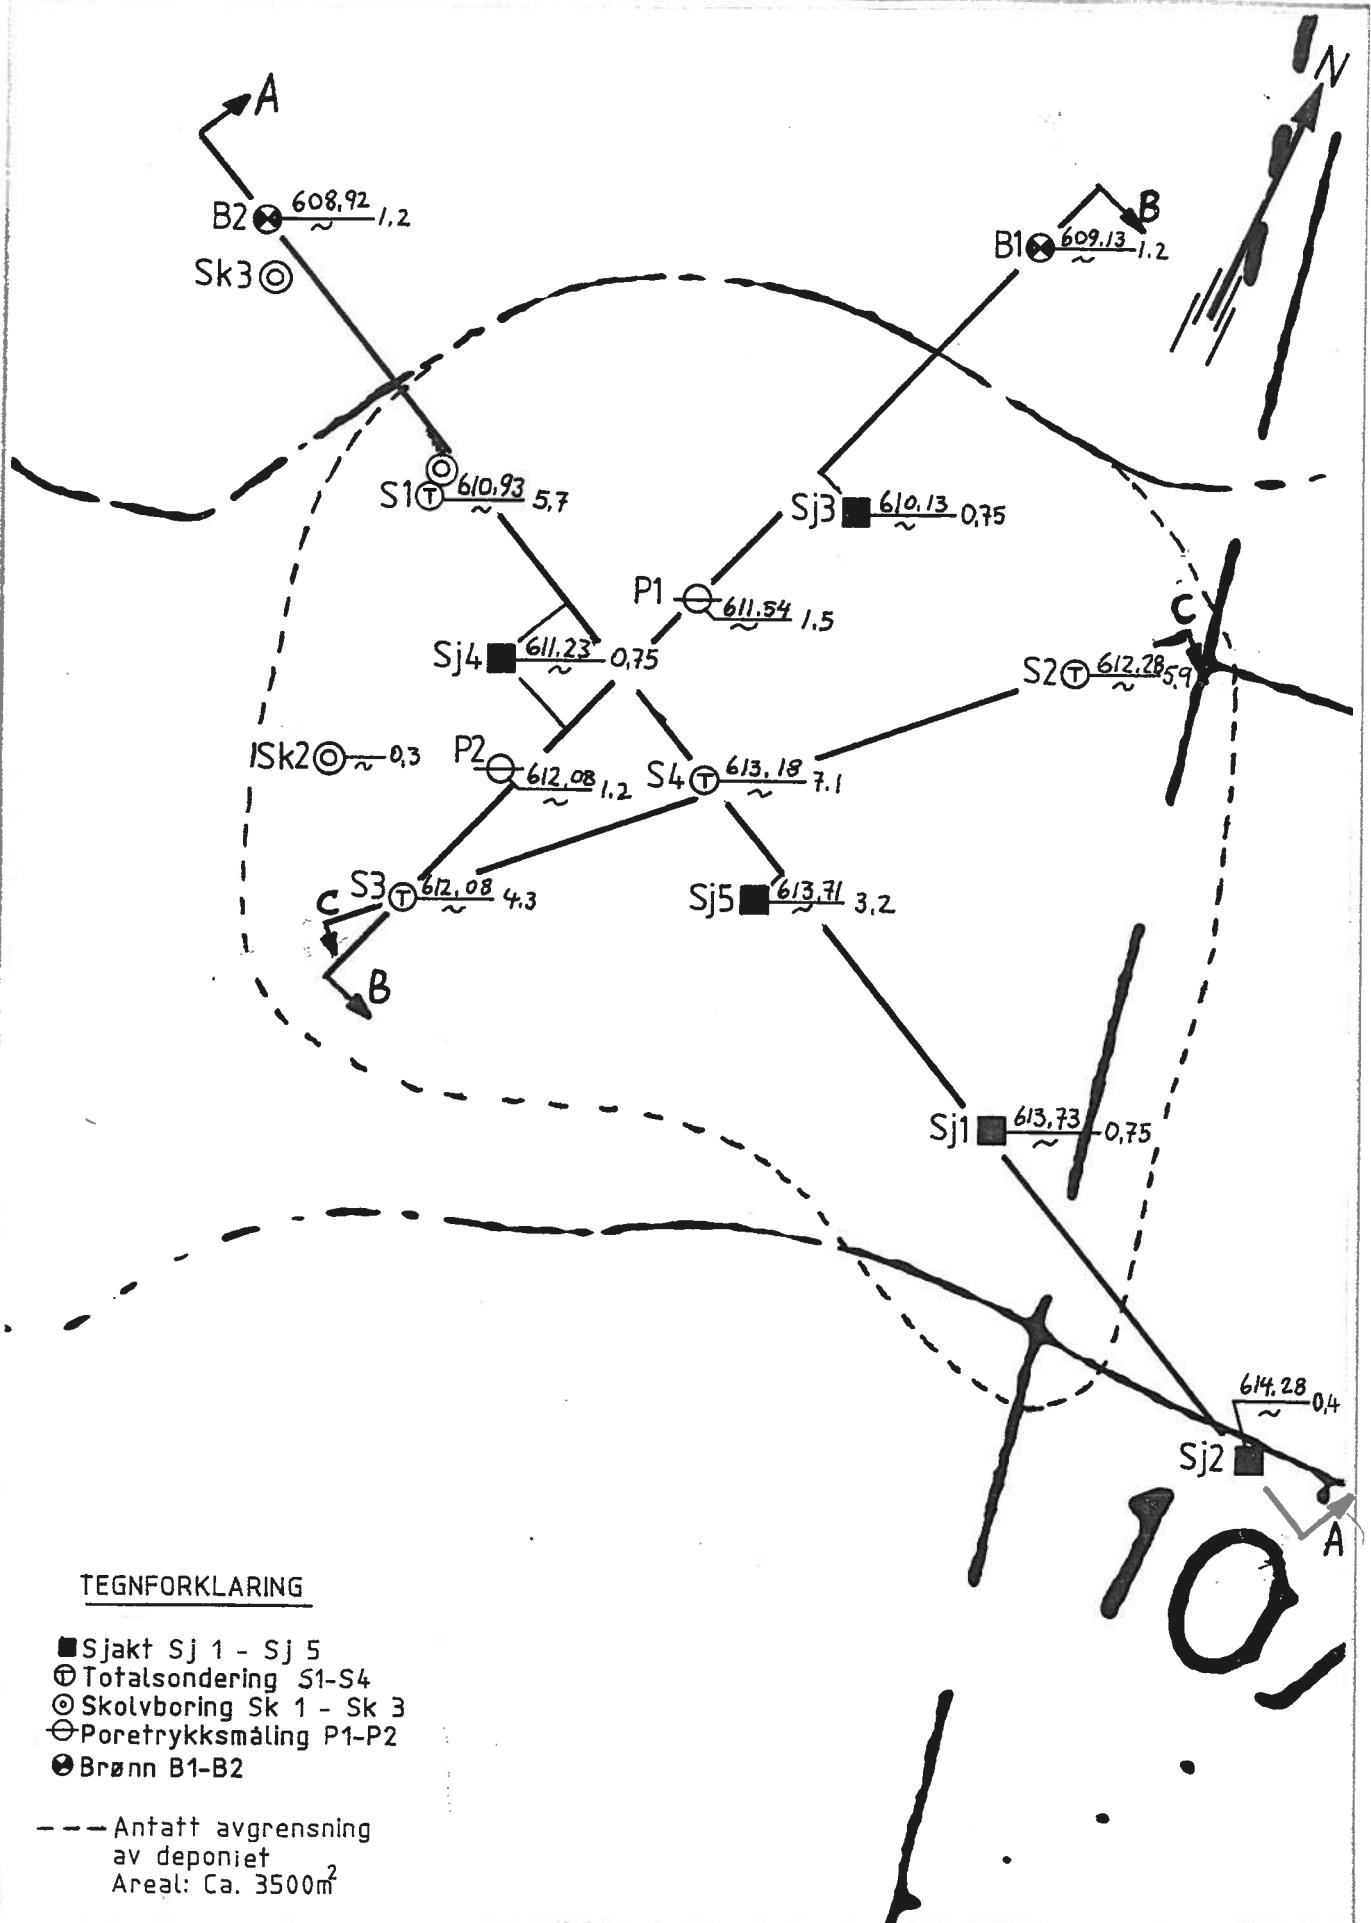 N
A
B2 608,92 1.2
Sk3
B
B1 609.13 1.2
S1 610,93 5,7
Sj3 610.13 0,75
P1 611.54 1.5
C
Sj4 611.23 0,75
S2 612.28 5,9
Sk2 0,3
P2 612,08 1.2
S4 613,18 7.1
S3 612,08 4.3
C
Sj5 613,71 3,2
B
Sj1 613,73 0,75
614.28 0,4
Sj2
A
10
TEGNFORKLARING
Sjakt Sj 1 - Sj 5
Totalsondering S1-S4
Skolvboring Sk 1 - Sk 3
Poretrykksmåling P1-P2
Brønn B1-B2
Antatt avgrensning
av deponiet
Areal: Ca. 3500m²